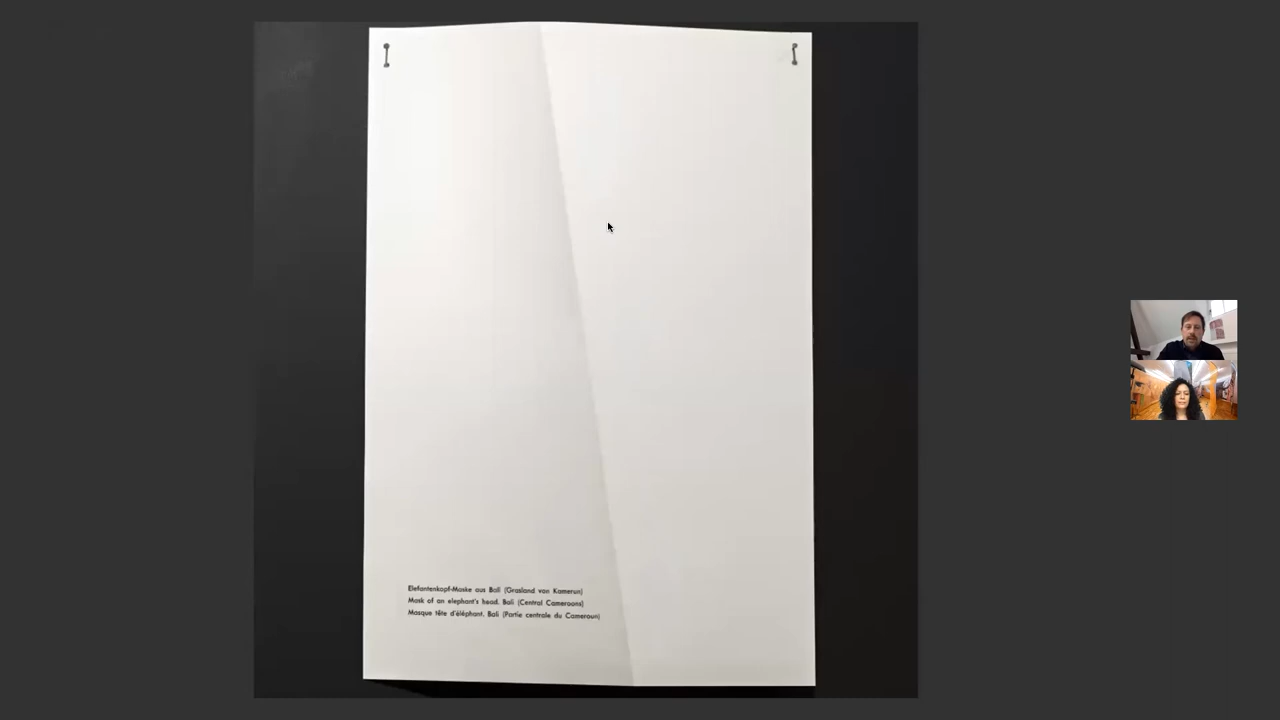 Elefantenkopf-Maske aus Bali (Grasland von Kamerun)
Mask of an elephant's head. Bali (Central Cameroons)
Masque tête d'éléphant. Bali (Partie centrale du Cameroun)